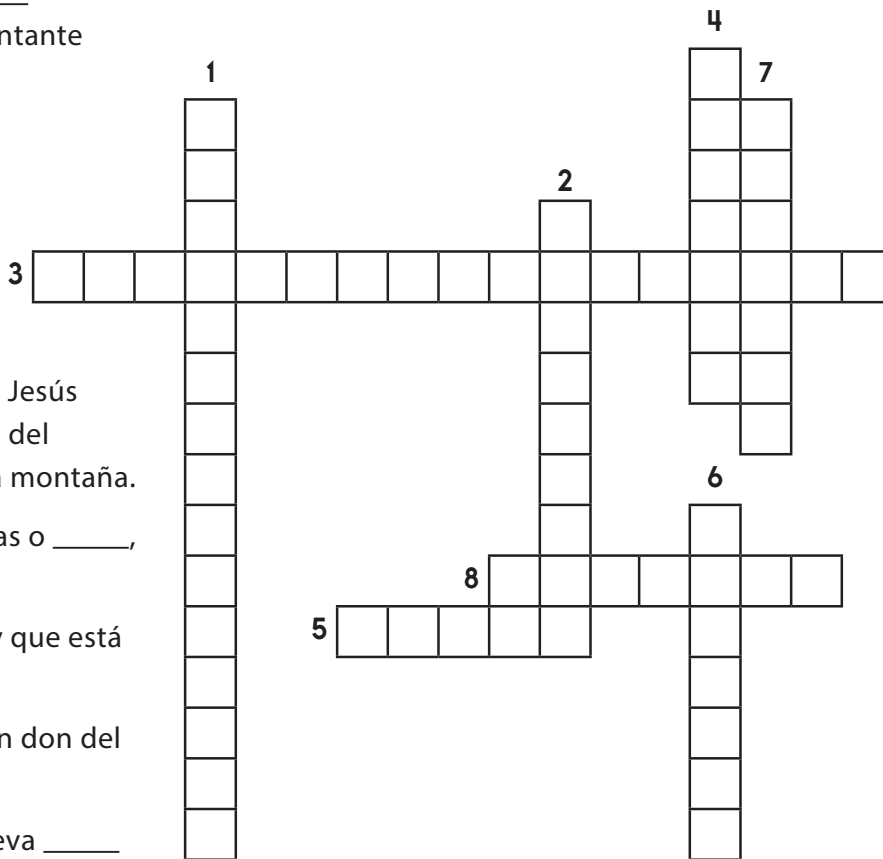 _____
ntante
4
1
7
2
3
Jesús
del
montaña.
6
as o _____,
8
5
que está
n don del
eva _____